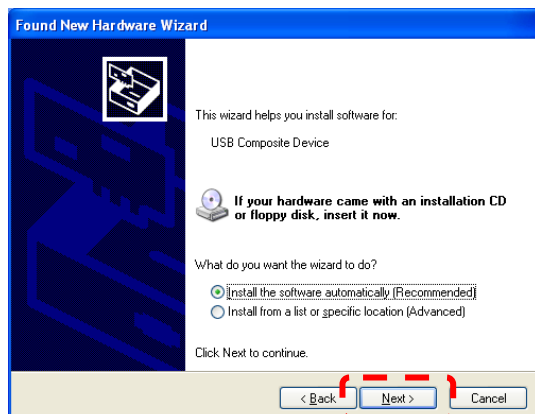 Found New Hardware Wizard
This wizard helps you install software for:
USB Composite Device
If your hardware came with an installation CD
or floppy disk, insert it now.
What do you want the wizard to do?
Install the software automatically (Recommended)
Install from a list or specific location (Advanced)
Click Next to continue.
< Back Next > Cancel